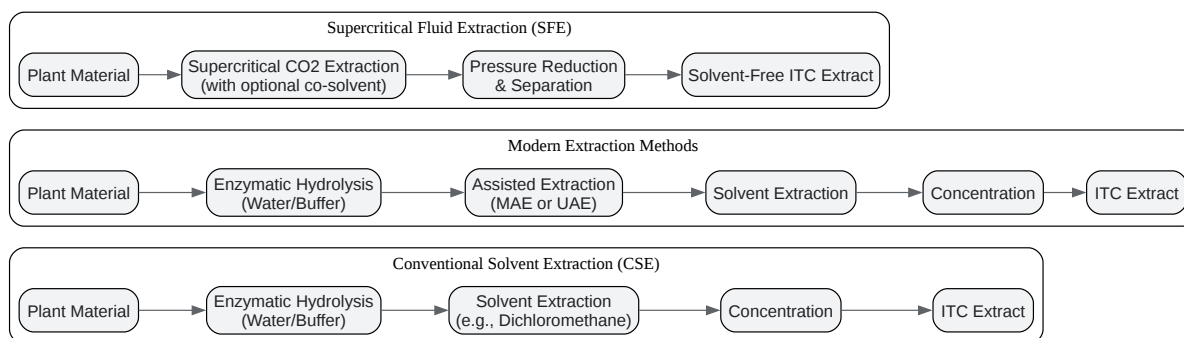 Supercritical Fluid Extraction (SFE)
Plant Material
Supercritical CO2 Extraction
(with optional co-solvent)
Pressure Reduction
& Separation
Solvent-Free ITC Extract
Modern Extraction Methods
Plant Material
Enzymatic Hydrolysis
(Water/Buffer)
Assisted Extraction
(MAE or UAE)
Solvent Extraction
Concentration
ITC Extract
Conventional Solvent Extraction (CSE)
Plant Material
Enzymatic Hydrolysis
(Water/Buffer)
Solvent Extraction
(e.g., Dichloromethane)
Concentration
ITC Extract